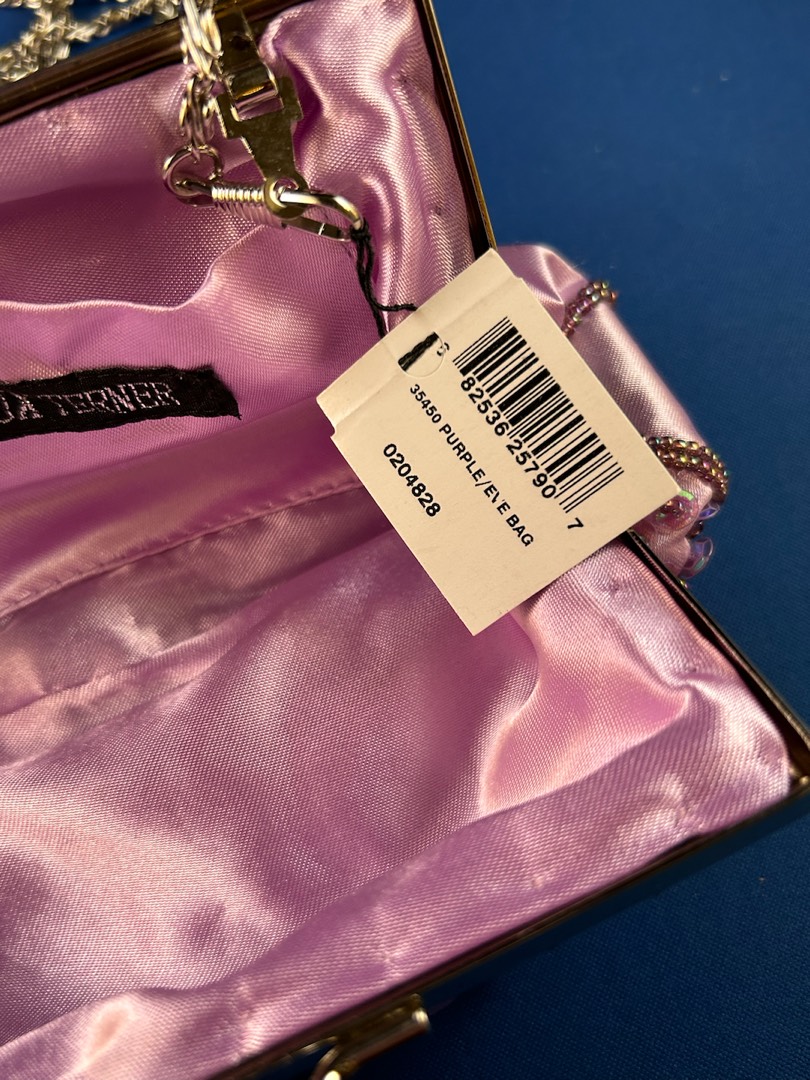 TERNER
82536 25790 7
35450 PURPLE/EVE BAG
0204828